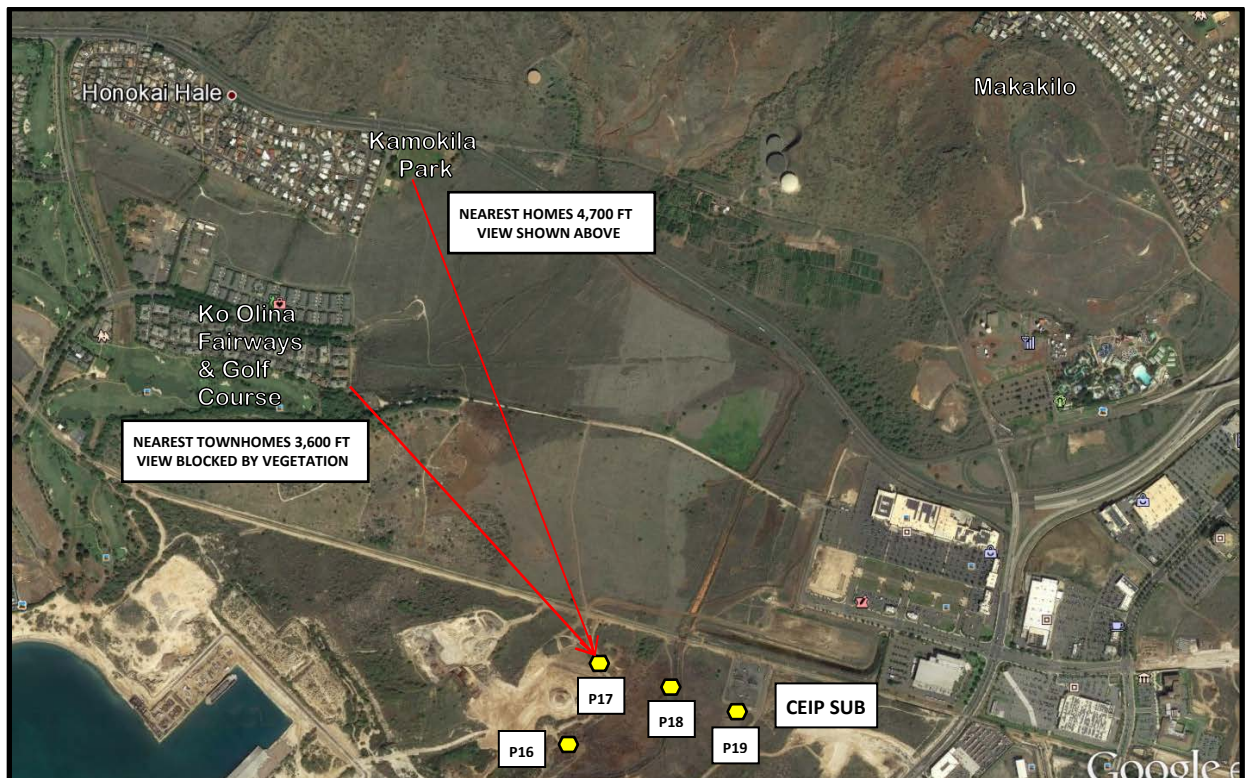 Honokai Hale
Makakilo
Kamokila
Park
NEAREST HOMES 4,700 FT
VIEW SHOWN ABOVE
Ko Olina
Fairways
& Golf
Course
NEAREST TOWNHOMES 3,600 FT
VIEW BLOCKED BY VEGETATION
P17
P18
CEIP SUB
P19
P16
Google e